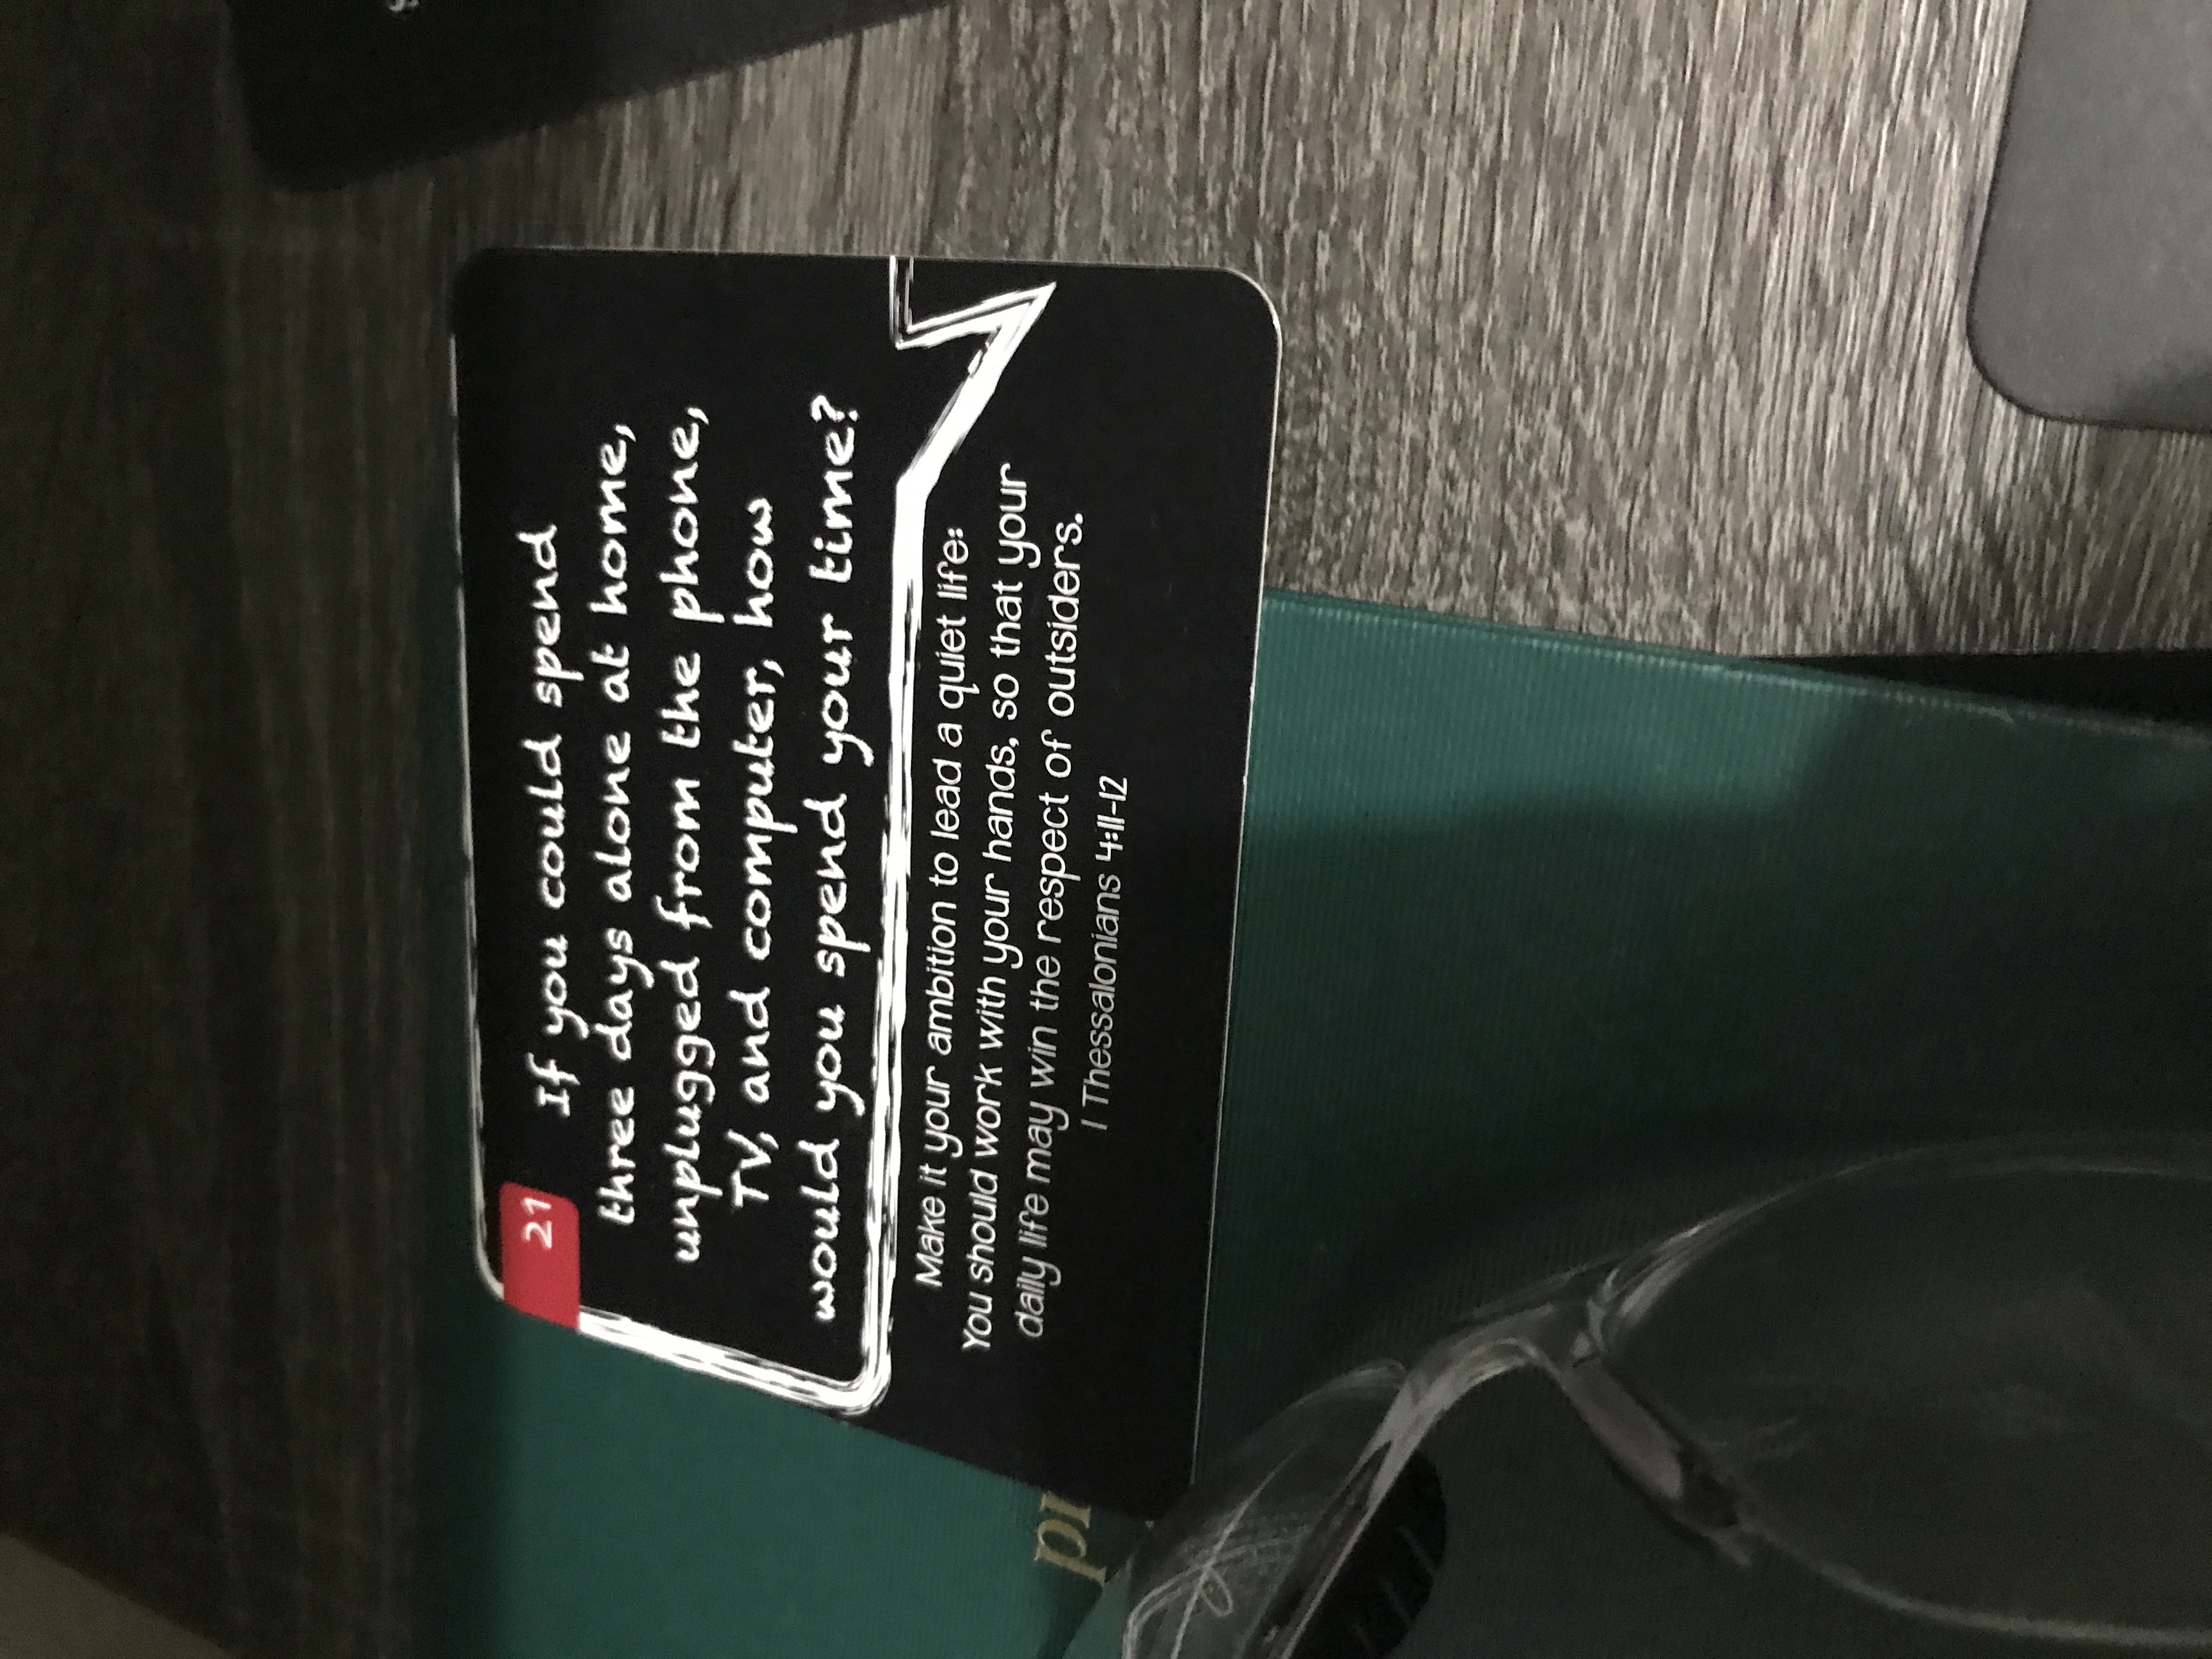 21
If you could spend
three days alone at home,
unplugged from the phone,
TV, and computer, how
would you spend your time?
Make it your ambition to lead a quiet life:
You should work with your hands, so that your
daily life may win the respect of outsiders.
1 Thessalonians 4:11-12